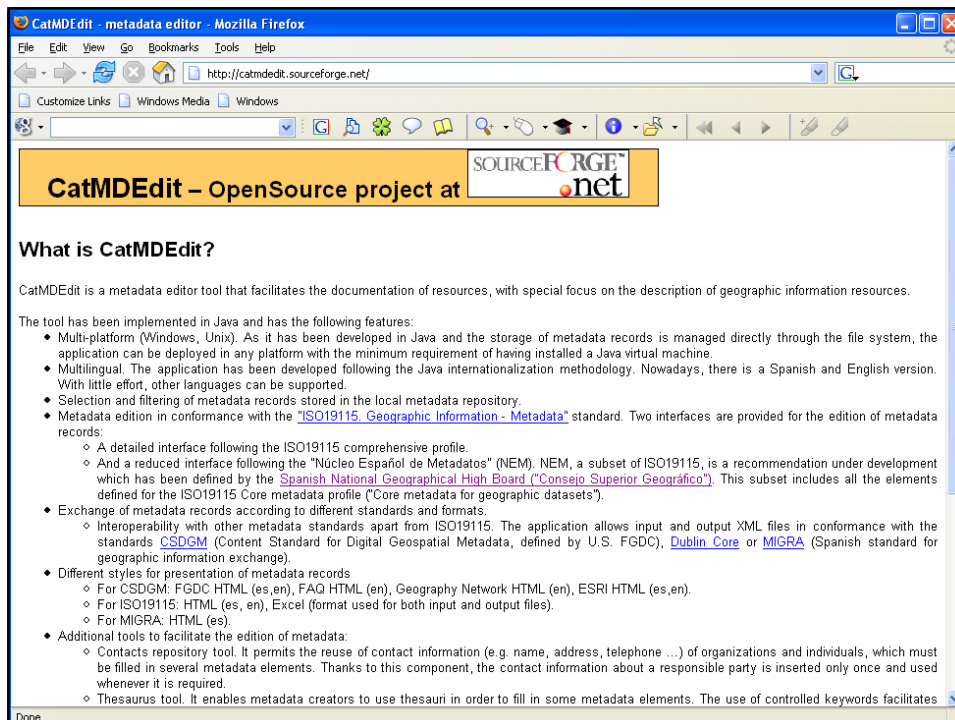 CatMDEdit - metadata editor - Mozilla Firefox
File Edit View Go Bookmarks Tools Help
http://catmdedit.sourceforge.net/
G
Customize Links Windows Media Windows
G
CatMDEdit – OpenSource project at SOURCEFORGE™.net
What is CatMDEdit?
CatMDEdit is a metadata editor tool that facilitates the documentation of resources, with special focus on the description of geographic information resources.
The tool has been implemented in Java and has the following features:
Multi-platform (Windows, Unix). As it has been developed in Java and the storage of metadata records is managed directly through the file system, the
application can be deployed in any platform with the minimum requirement of having installed a Java virtual machine.
Multilingual. The application has been developed following the Java internationalization methodology. Nowadays, there is a Spanish and English version.
With little effort, other languages can be supported.
Selection and filtering of metadata records stored in the local metadata repository.
Metadata edition in conformance with the "ISO19115. Geographic Information - Metadata" standard. Two interfaces are provided for the edition of metadata
records:
A detailed interface following the ISO19115 comprehensive profile.
And a reduced interface following the "Núcleo Español de Metadatos" (NEM). NEM, a subset of ISO19115, is a recommendation under development
which has been defined by the Spanish National Geographical High Board ("Consejo Superior Geográfico"). This subset includes all the elements
defined for the ISO19115 Core metadata profile ("Core metadata for geographic datasets").
Exchange of metadata records according to different standards and formats.
Interoperability with other metadata standards apart from ISO19115. The application allows input and output XML files in conformance with the
standards CSDGM (Content Standard for Digital Geospatial Metadata, defined by U.S. FGDC), Dublin Core or MIGRA (Spanish standard for
geographic information exchange).
Different styles for presentation of metadata records
For CSDGM: FGDC HTML (es,en), FAQ HTML (en), Geography Network HTML (en), ESRI HTML (es,en).
For ISO19115: HTML (es, en), Excel (format used for both input and output files).
For MIGRA: HTML (es).
Additional tools to facilitate the edition of metadata:
Contacts repository tool. It permits the reuse of contact information (e.g. name, address, telephone ...) of organizations and individuals, which must
be filled in several metadata elements. Thanks to this component, the contact information about a responsible party is inserted only once and used
whenever it is required.
Thesaurus tool. It enables metadata creators to use thesauri in order to fill in some metadata elements. The use of controlled keywords facilitates
Done